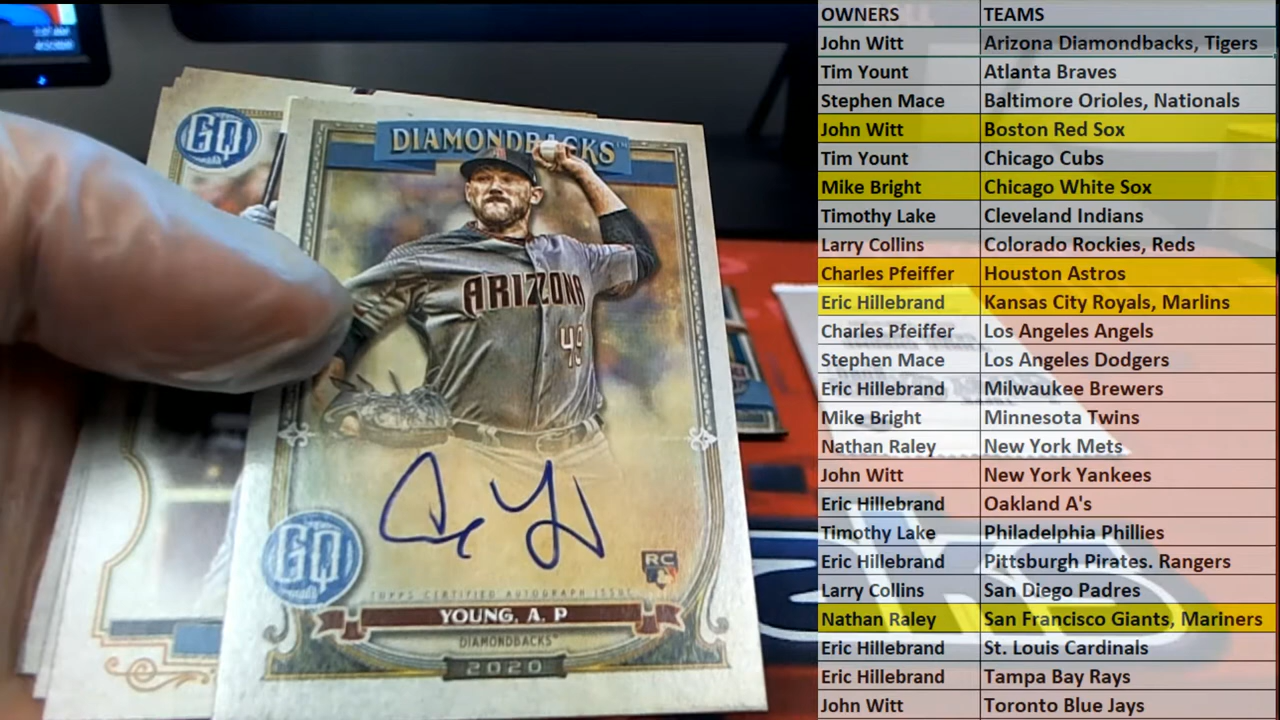 DIAMONDBACKS
ARIZONA
49
GQ
GQ
RC
TOPPS CERTIFIED AUTOGRAPH ISSUE
YOUNG, A. P
DIAMONDBACKS
2020
OWNERS TEAMS
John Witt Arizona Diamondbacks, Tigers
Tim Yount Atlanta Braves
Stephen Mace Baltimore Orioles, Nationals
John Witt Boston Red Sox
Tim Yount Chicago Cubs
Mike Bright Chicago White Sox
Timothy Lake Cleveland Indians
Larry Collins Colorado Rockies, Reds
Charles Pfeiffer Houston Astros
Eric Hillebrand Kansas City Royals, Marlins
Charles Pfeiffer Los Angeles Angels
Stephen Mace Los Angeles Dodgers
Eric Hillebrand Milwaukee Brewers
Mike Bright Minnesota Twins
Nathan Raley New York Mets
John Witt New York Yankees
Eric Hillebrand Oakland A's
Timothy Lake Philadelphia Phillies
Eric Hillebrand Pittsburgh Pirates. Rangers
Larry Collins San Diego Padres
Nathan Raley San Francisco Giants, Mariners
Eric Hillebrand St. Louis Cardinals
Eric Hillebrand Tampa Bay Rays
John Witt Toronto Blue Jays